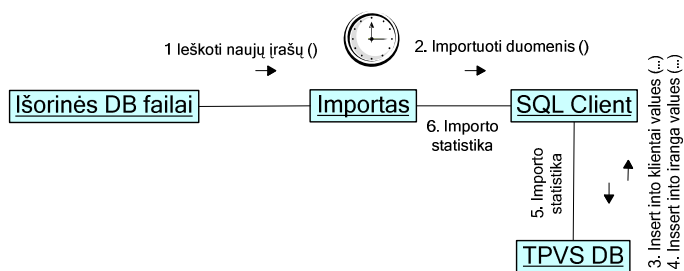 1 Ieškoti naujų įrašų ()
2. Importuoti duomenis ()
Išorinės DB failai
Importas
SQL Client
6. Importo
statistika
5. Importo
statistika
3. Insert into klientai values (...)
4. Inssert into iranga values (...)
TPVS DB